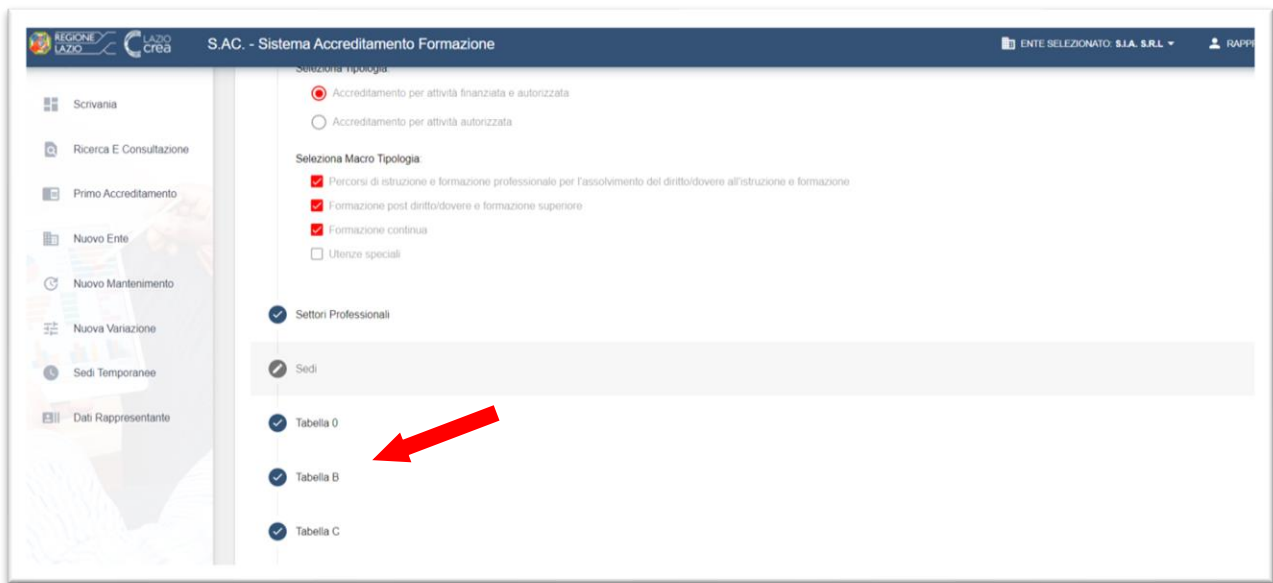 REGIONE LAZIO LAZIO crea S.AC. - Sistema Accreditamento Formazione ENTE SELEZIONATO: S.I.A. S.R.L RAPPR
Seleziona Tipologia:
Scrivania
Ricerca E Consultazione
Primo Accreditamento
Nuovo Ente
Nuovo Mantenimento
Nuova Variazione
Sedi Temporanee
Dati Rappresentante
Accreditamento per attività finanziata e autorizzata
Accreditamento per attività autorizzata
Seleziona Macro Tipologia:
Percorsi di istruzione e formazione professionale per l'assolvimento del diritto/dovere all'istruzione e formazione
Formazione post diritto/dovere e formazione superiore
Formazione continua
Utenze speciali
Settori Professionali
Sedi
Tabella 0
Tabella B
Tabella C